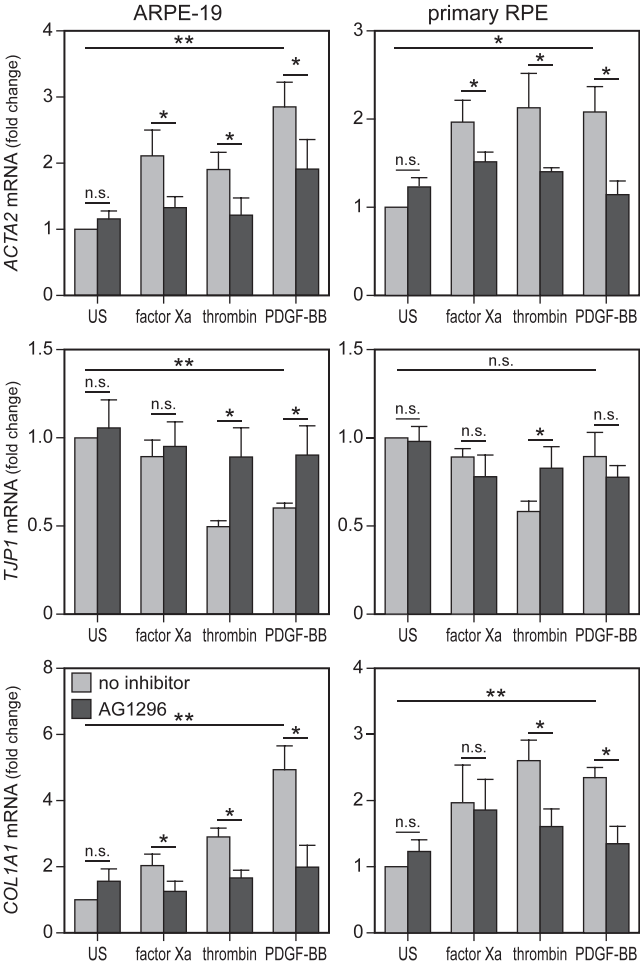 ARPE-19 primary RPE
ACTA2 mRNA (fold change)
4
3
2
1
0
** 
n.s. * * *
US factor Xa thrombin PDGF-BB
3
2
1
0
*
n.s. * * *
US factor Xa thrombin PDGF-BB
TJP1 mRNA (fold change)
1.5
1.0
0.5
0
**
n.s. n.s. * *
US factor Xa thrombin PDGF-BB
1.5
1.0
0.5
0
n.s.
n.s. n.s. * n.s.
US factor Xa thrombin PDGF-BB
COL1A1 mRNA (fold change)
8
6
4
2
0
no inhibitor
AG1296
**
n.s. * * *
US factor Xa thrombin PDGF-BB
4
3
2
1
0
**
n.s. n.s. * *
US factor Xa thrombin PDGF-BB